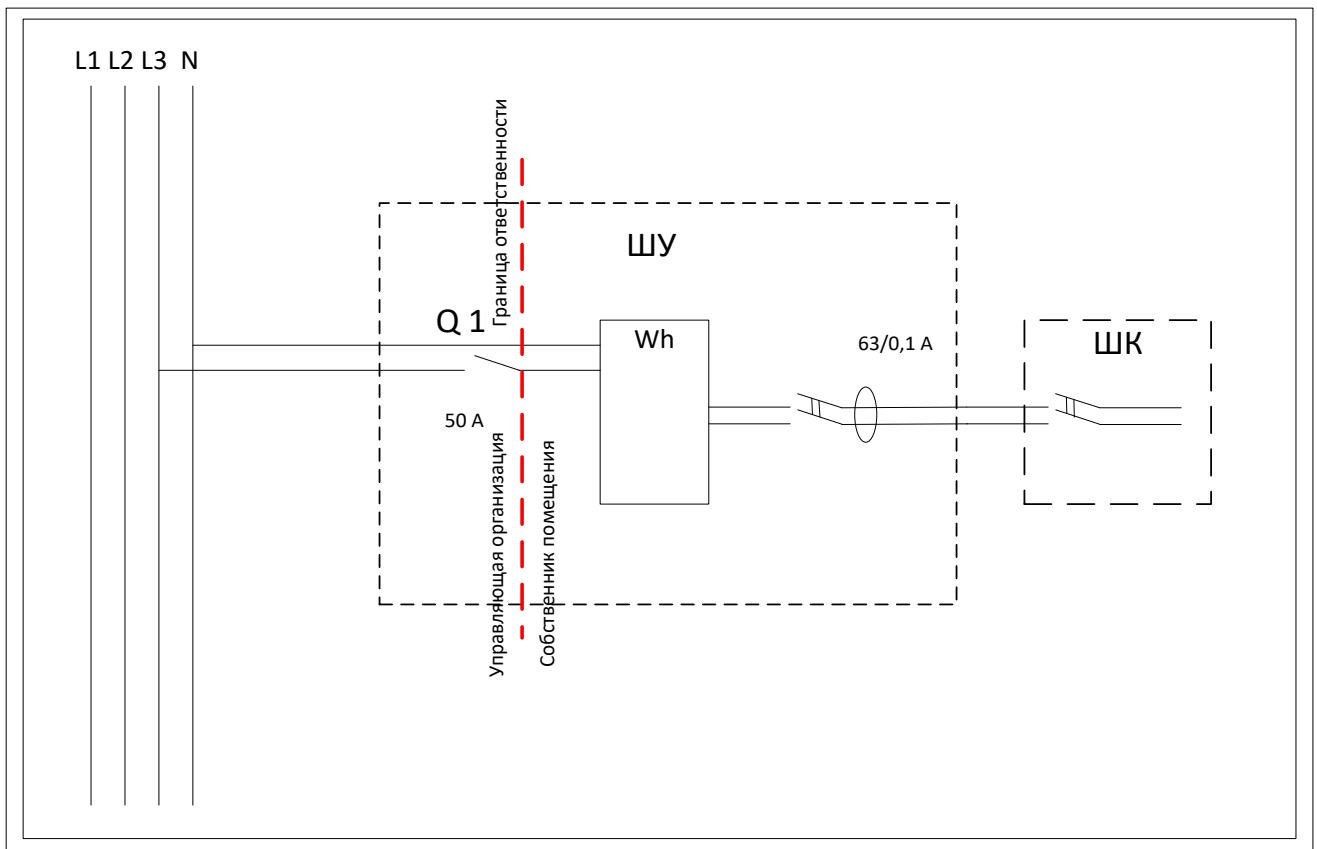 L1 L2 L3 N
Граница ответственности
ШУ
Q 1
Wh
63/0,1 А
ШК
50 А
Управляющая организация
Собственник помещения